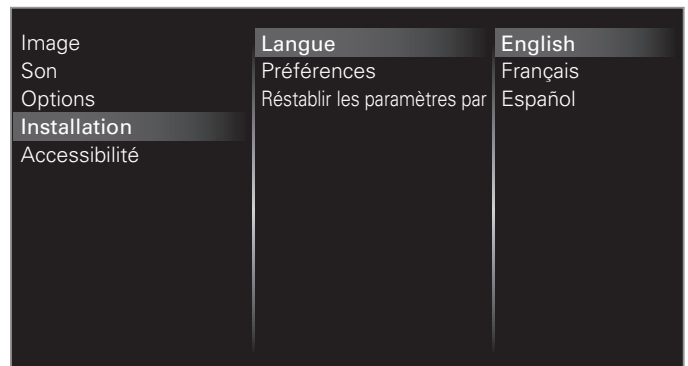 Image
Son
Options
Installation
Accessibilité
Langue
Préférences
Réstablir les paramètres par
English
Français
Español